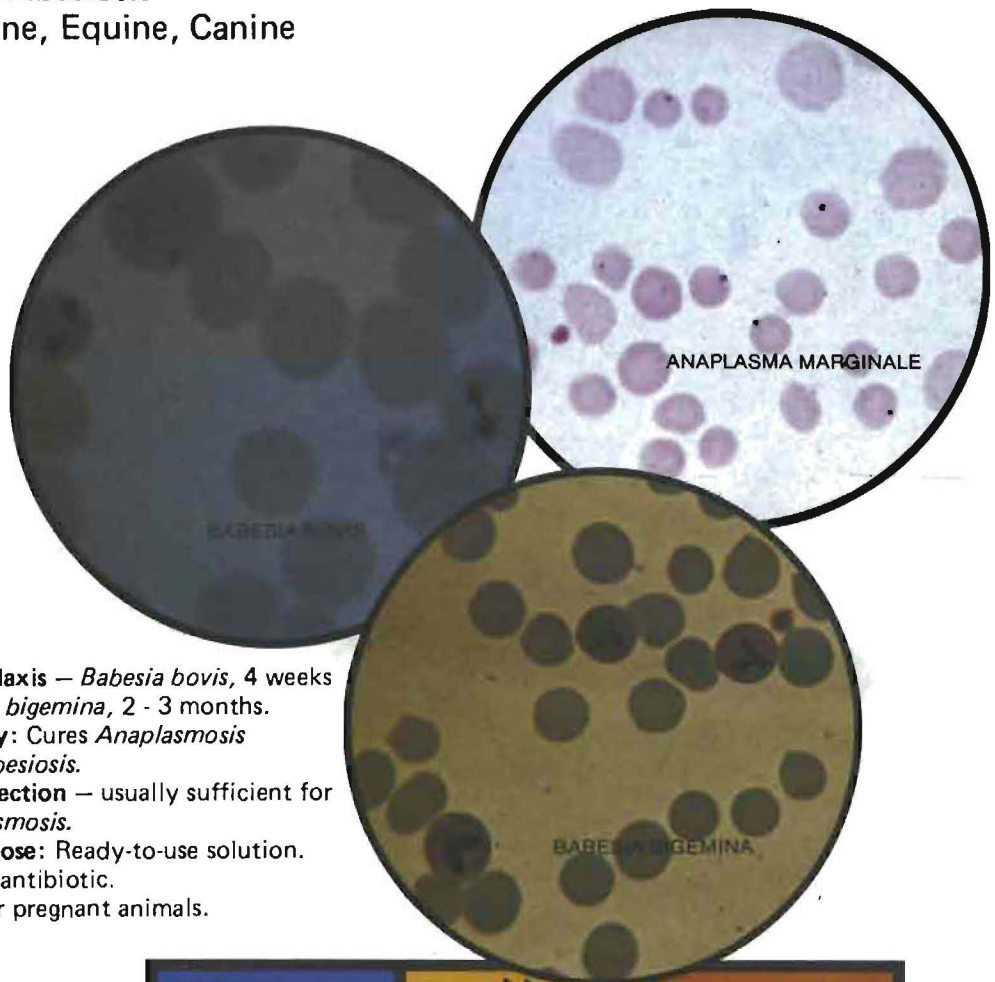 ne, Equine, Canine
ANAPLASMA MARGINALE
BABESIA BOVIS
laxis — Babesia bovis, 4 weeks
bigemina, 2 - 3 months.
y: Cures Anaplasmosis
besiosis.
ection — usually sufficient for
smosis.
ose: Ready-to-use solution.
antibiotic.
r pregnant animals.
BABESIA BIGEMINA